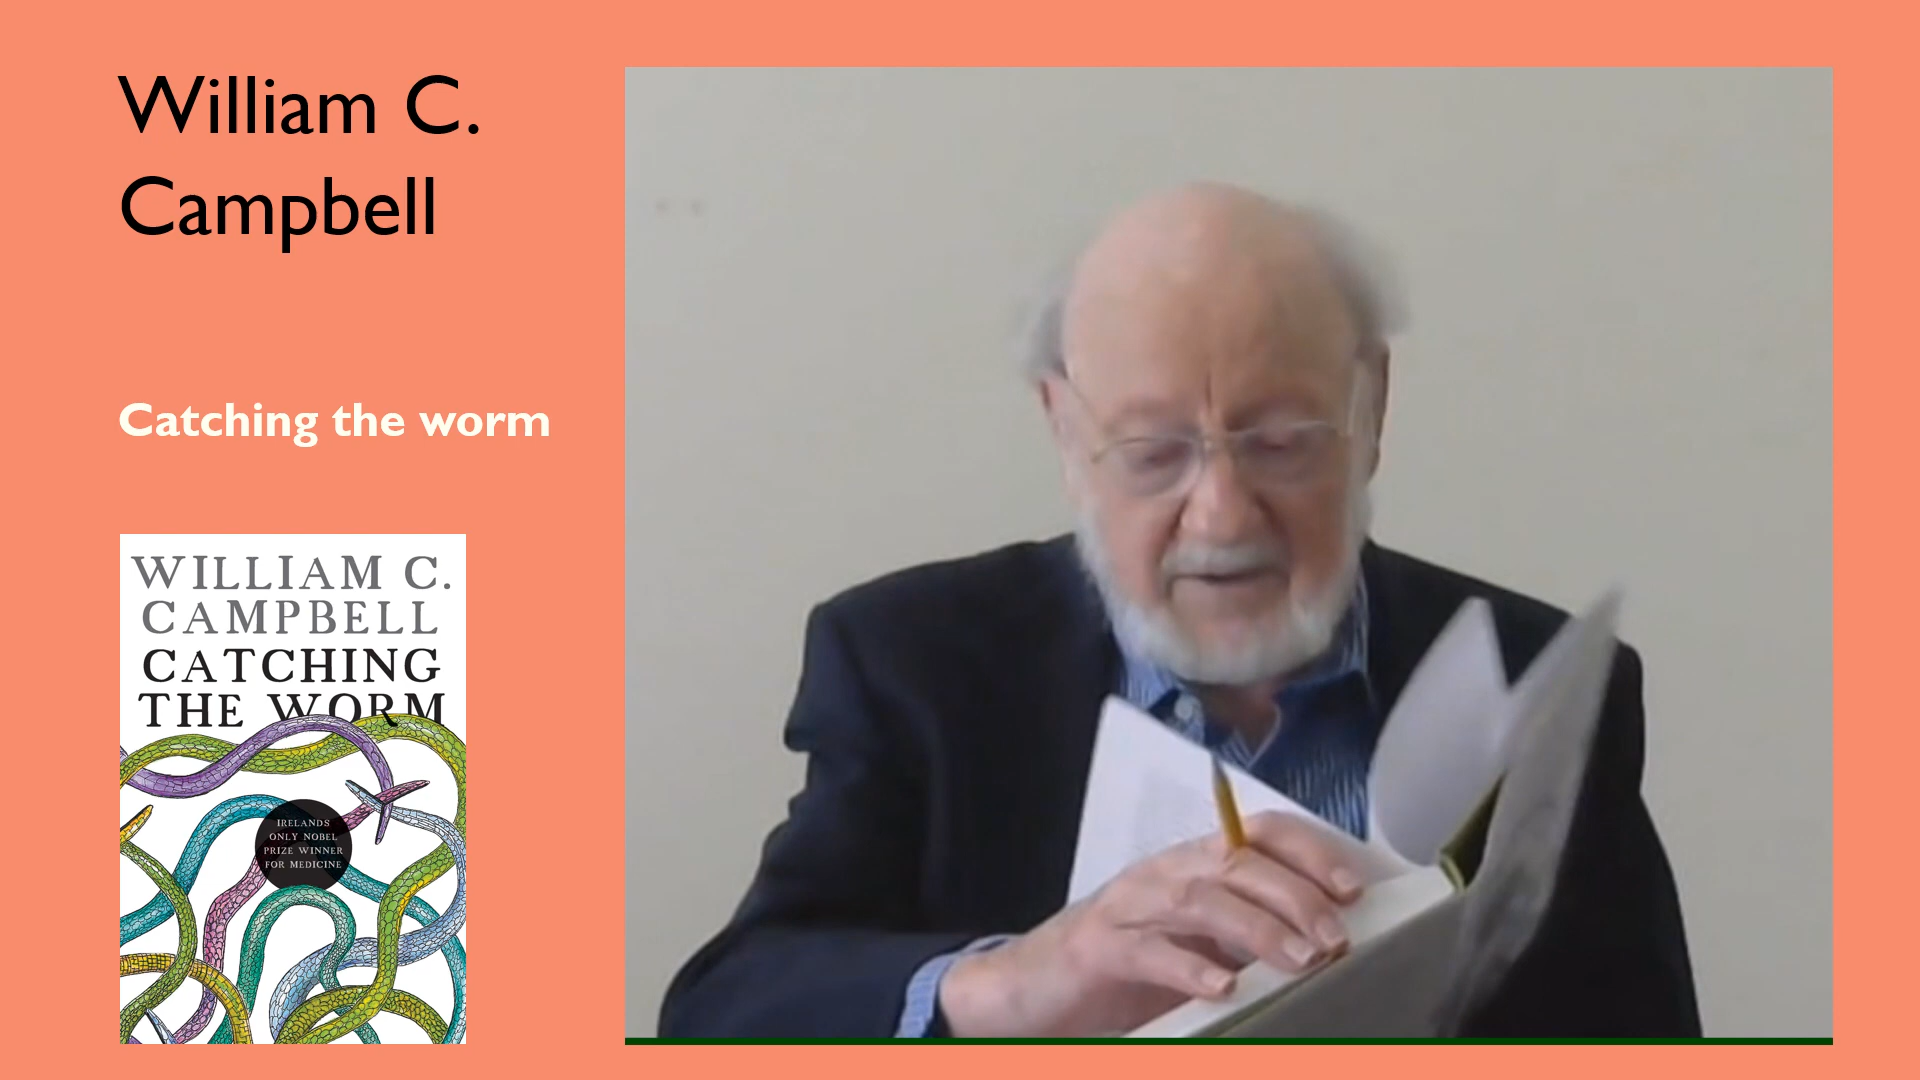 William C.
Campbell
Catching the worm
WILLIAM C.
CAMPBELL
CATCHING
THE WORM
IRELANDS
ONLY NOBEL
PRIZE WINNER
FOR MEDICINE